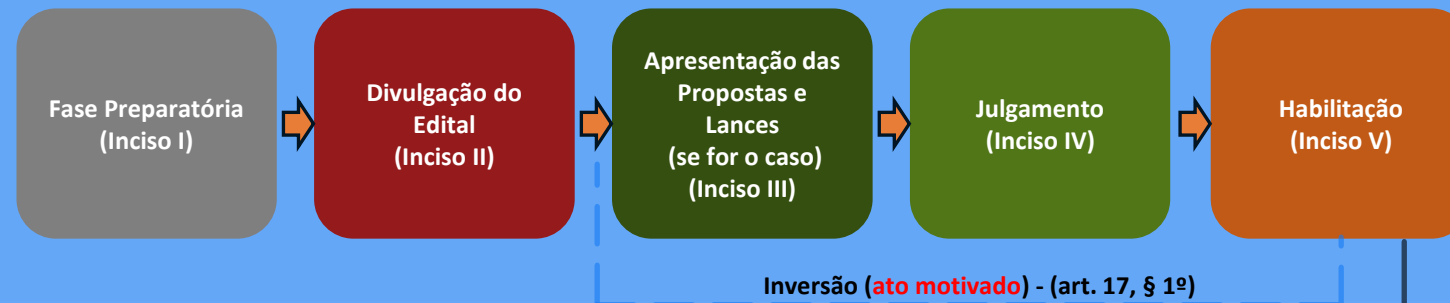 Fase Preparatória
(Inciso I)
Divulgação do
Edital
(Inciso II)
Apresentação das
Propostas e
Lances
(se for o caso)
(Inciso III)
Julgamento
(Inciso IV)
Habilitação
(Inciso V)
Inversão (ato motivado) - (art. 17, § 1º)